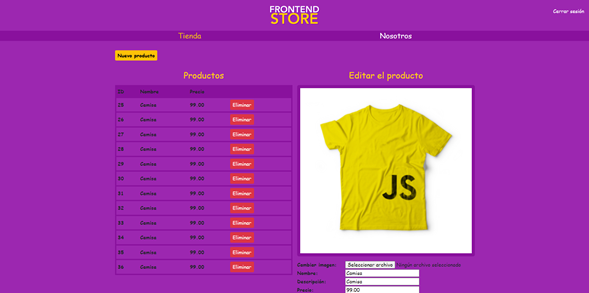 FRONTEND
STORE
Cerrar sesión
Tienda
Nosotros
Nuevo producto
Productos
ID Nombre Precio
25 Camisa 99.00 Eliminar
26 Camisa 99.00 Eliminar
27 Camisa 99.00 Eliminar
28 Camisa 99.00 Eliminar
29 Camisa 99.00 Eliminar
30 Camisa 99.00 Eliminar
31 Camisa 99.00 Eliminar
32 Camisa 99.00 Eliminar
33 Camisa 99.00 Eliminar
34 Camisa 99.00 Eliminar
35 Camisa 99.00 Eliminar
36 Camisa 99.00 Eliminar
Editar el producto
JS
Cambiar imagen: Seleccionar archivo Ningún archivo seleccionado
Nombre: Camisa
Descripción: Camisa
Precio: 99.00